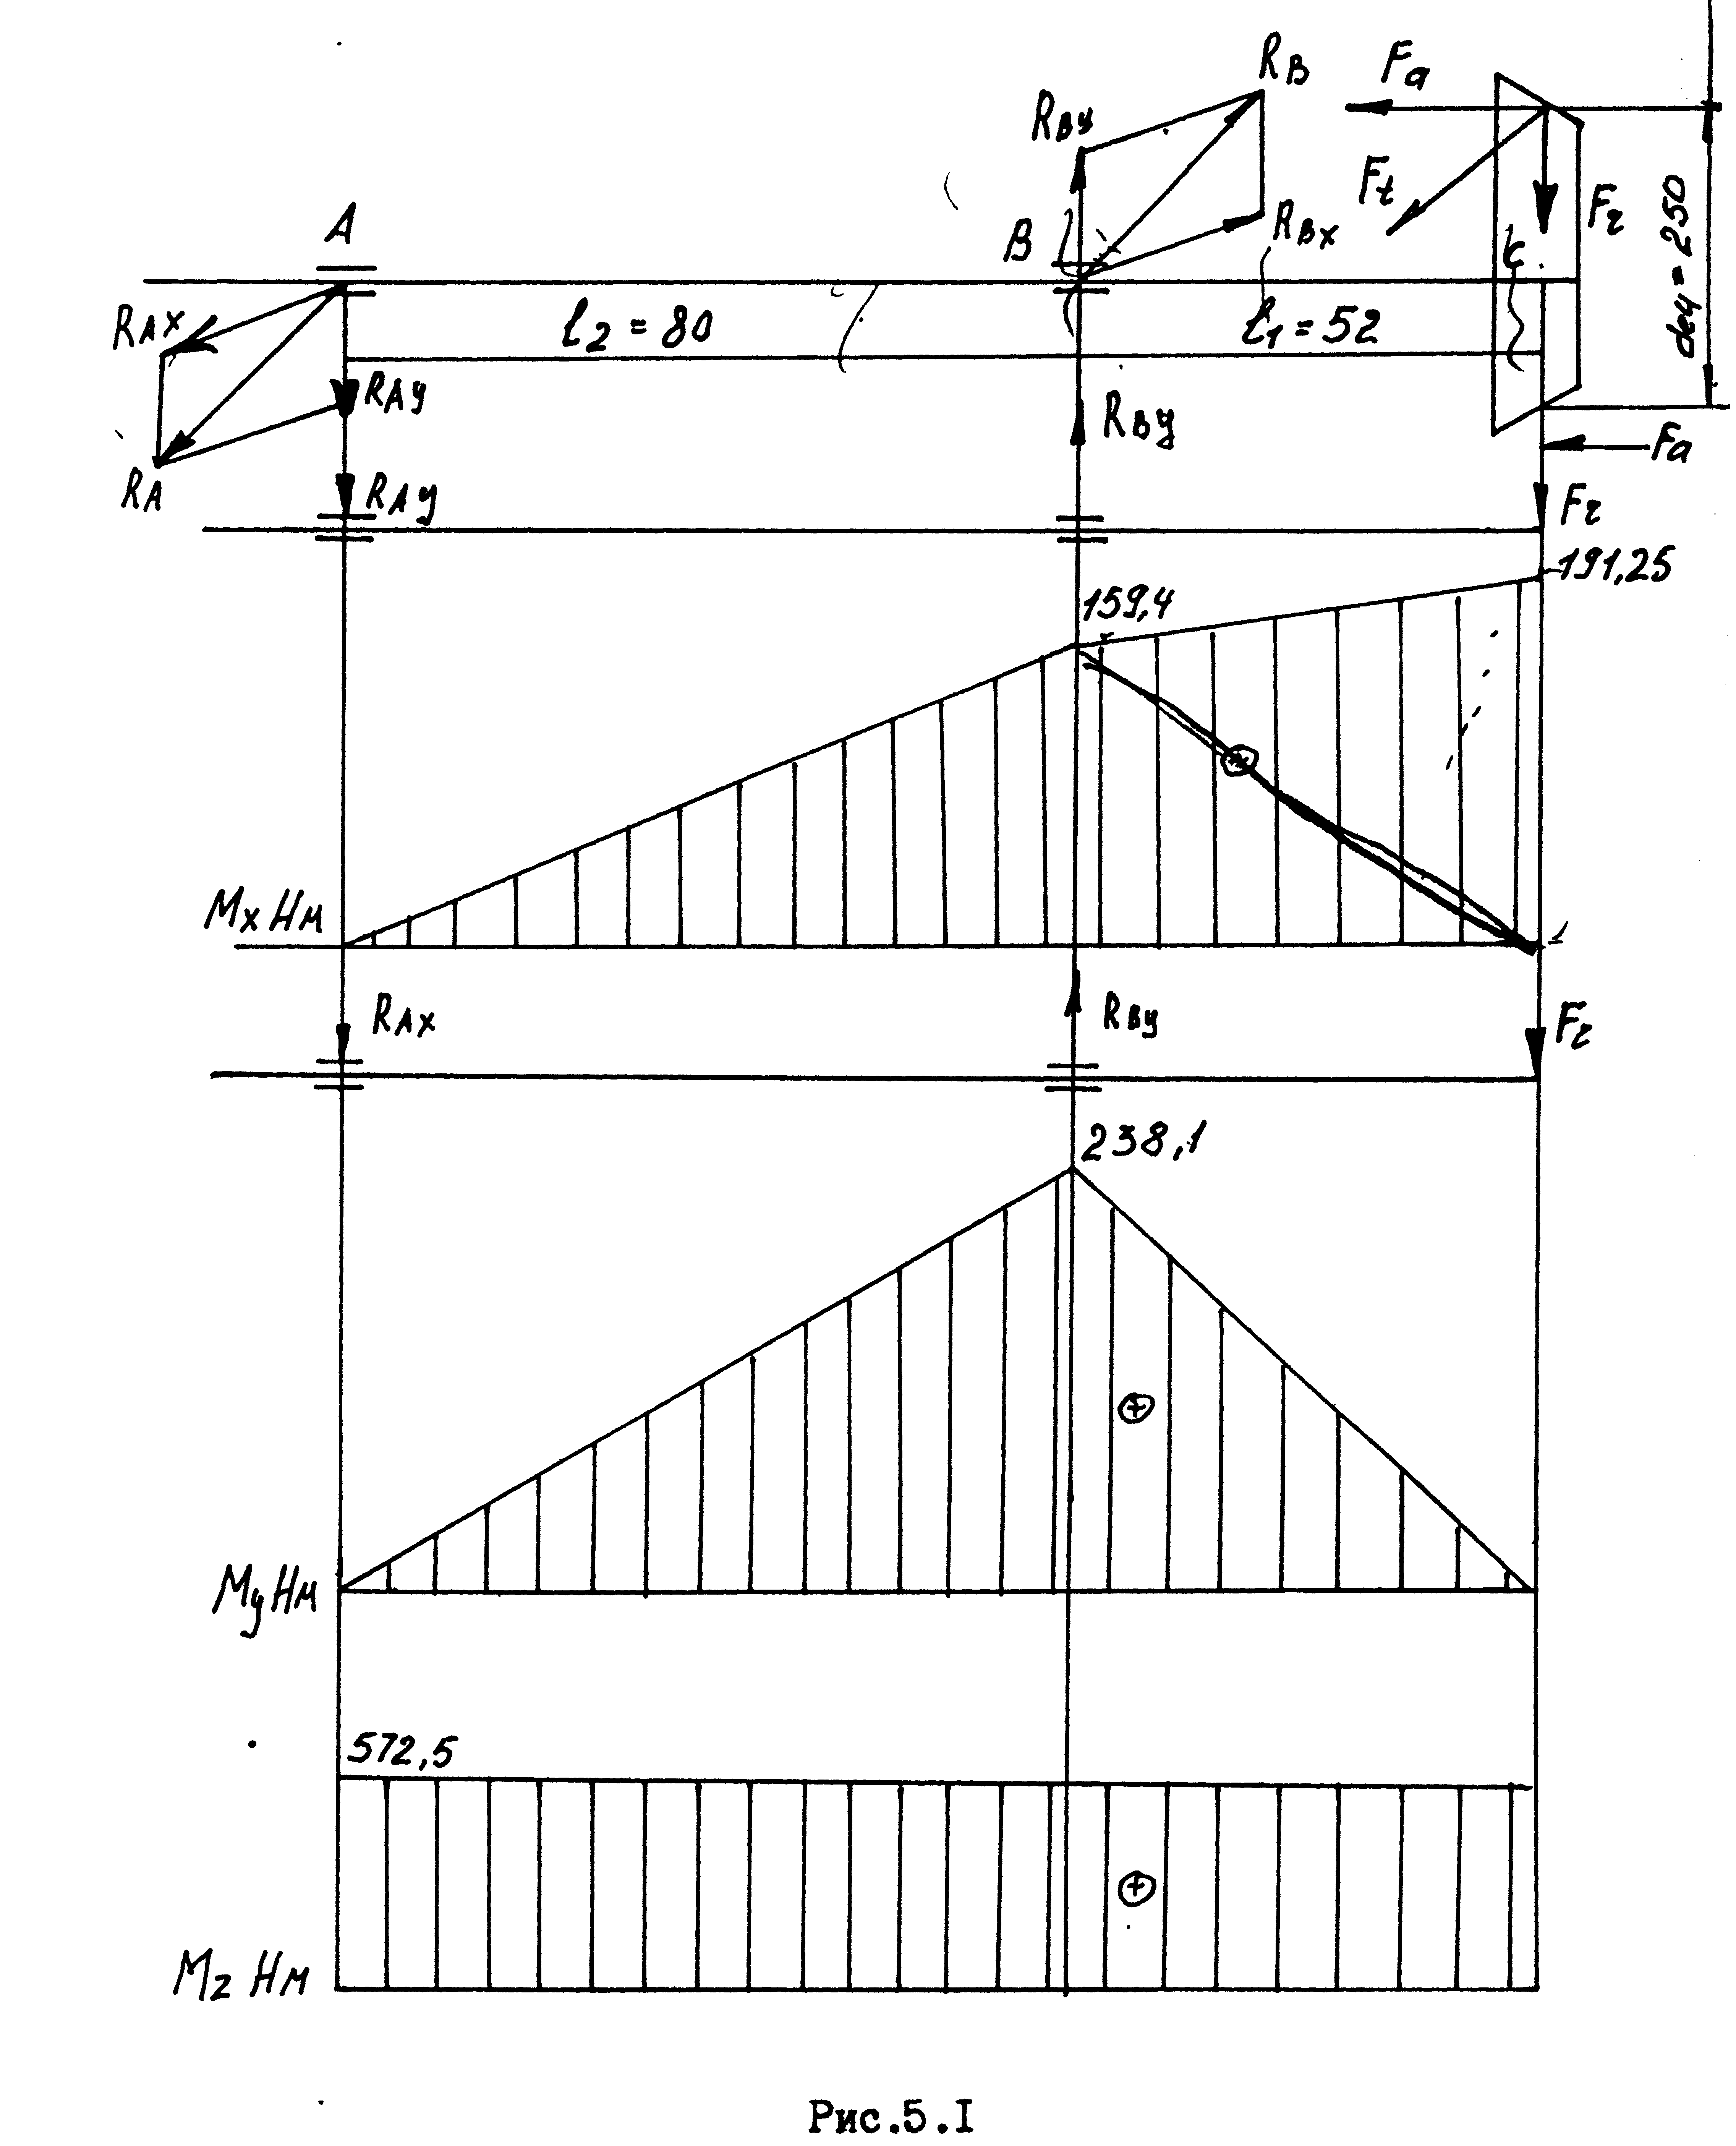 Fa
RB
RBy
Ft
Fr
dец = 250
A
B
RBx
C
RAx
l2 = 80
l1 = 52
RAy
RBy
Fa
RA
RAy
Fr
191,25
159,4
Mx Нм
RAx
RBy
Fr
238,1
+
My Нм
572,5
+
Mz Нм
Рис.5.I